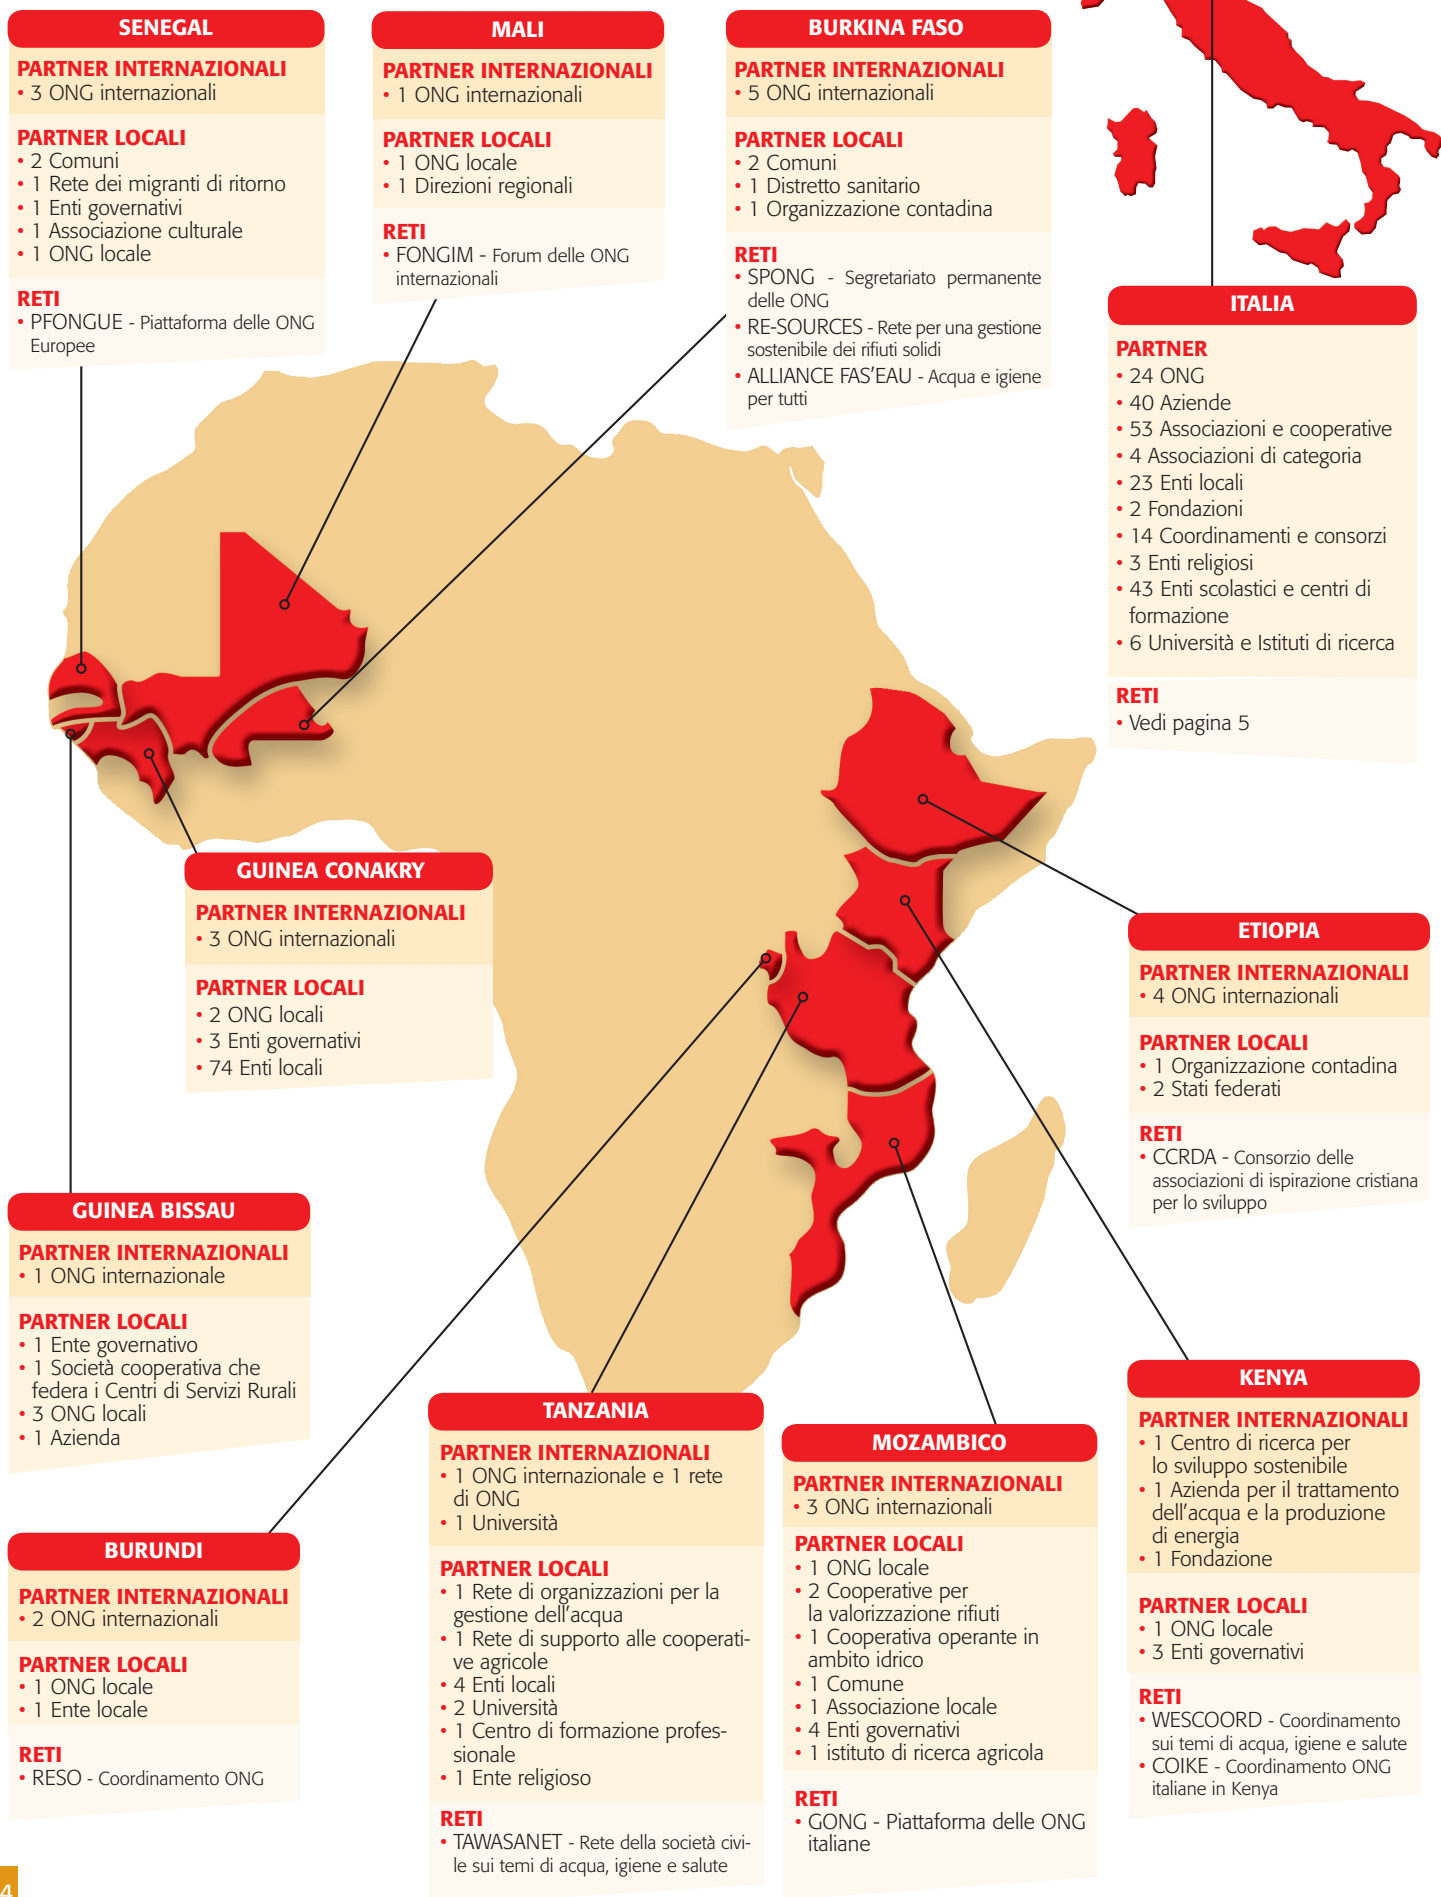 SENEGAL
PARTNER INTERNAZIONALI
• 3 ONG internazionali
PARTNER LOCALI
• 2 Comuni
• 1 Rete dei migranti di ritorno
• 1 Enti governativi
• 1 Associazione culturale
• 1 ONG locale
RETI
• PFONGUE - Piattaforma delle ONG
Europee
MALI
PARTNER INTERNAZIONALI
• 1 ONG internazionali
PARTNER LOCALI
• 1 ONG locale
• 1 Direzioni regionali
RETI
• FONGIM - Forum delle ONG
internazionali
BURKINA FASO
PARTNER INTERNAZIONALI
• 5 ONG internazionali
PARTNER LOCALI
• 2 Comuni
• 1 Distretto sanitario
• 1 Organizzazione contadina
RETI
• SPONG - Segretariato permanente
delle ONG
• RE-SOURCES - Rete per una gestione
sostenibile dei rifiuti solidi
• ALLIANCE FAS’EAU - Acqua e igiene
per tutti
ITALIA
PARTNER
• 24 ONG
• 40 Aziende
• 53 Associazioni e cooperative
• 4 Associazioni di categoria
• 23 Enti locali
• 2 Fondazioni
• 14 Coordinamenti e consorzi
• 3 Enti religiosi
• 43 Enti scolastici e centri di
formazione
• 6 Università e Istituti di ricerca
RETI
• Vedi pagina 5
GUINEA CONAKRY
PARTNER INTERNAZIONALI
• 3 ONG internazionali
PARTNER LOCALI
• 2 ONG locali
• 3 Enti governativi
• 74 Enti locali
ETIOPIA
PARTNER INTERNAZIONALI
• 4 ONG internazionali
PARTNER LOCALI
• 1 Organizzazione contadina
• 2 Stati federati
RETI
• CCRDA - Consorzio delle
associazioni di ispirazione cristiana
per lo sviluppo
GUINEA BISSAU
PARTNER INTERNAZIONALI
• 1 ONG internazionale
PARTNER LOCALI
• 1 Ente governativo
• 1 Società cooperativa che
federa i Centri di Servizi Rurali
• 3 ONG locali
• 1 Azienda
BURUNDI
PARTNER INTERNAZIONALI
• 2 ONG internazionali
PARTNER LOCALI
• 1 ONG locale
• 1 Ente locale
RETI
• RESO - Coordinamento ONG
TANZANIA
PARTNER INTERNAZIONALI
• 1 ONG internazionale e 1 rete
di ONG
• 1 Università
PARTNER LOCALI
• 1 Rete di organizzazioni per la
gestione dell’acqua
• 1 Rete di supporto alle cooperati-
ve agricole
• 4 Enti locali
• 2 Università
• 1 Centro di formazione profes-
sionale
• 1 Ente religioso
RETI
• TAWASANET - Rete della società civi-
le sui temi di acqua, igiene e salute
MOZAMBICO
PARTNER INTERNAZIONALI
• 3 ONG internazionali
PARTNER LOCALI
• 1 ONG locale
• 2 Cooperative per
la valorizzazione rifiuti
• 1 Cooperativa operante in
ambito idrico
• 1 Comune
• 1 Associazione locale
• 4 Enti governativi
• 1 istituto di ricerca agricola
RETI
• GONG - Piattaforma delle ONG
italiane
KENYA
PARTNER INTERNAZIONALI
• 1 Centro di ricerca per
lo sviluppo sostenibile
• 1 Azienda per il trattamento
dell’acqua e la produzione
di energia
• 1 Fondazione
PARTNER LOCALI
• 1 ONG locale
• 3 Enti governativi
RETI
• WESCOORD - Coordinamento
sui temi di acqua, igiene e salute
• COIKE - Coordinamento ONG
italiane in Kenya
4